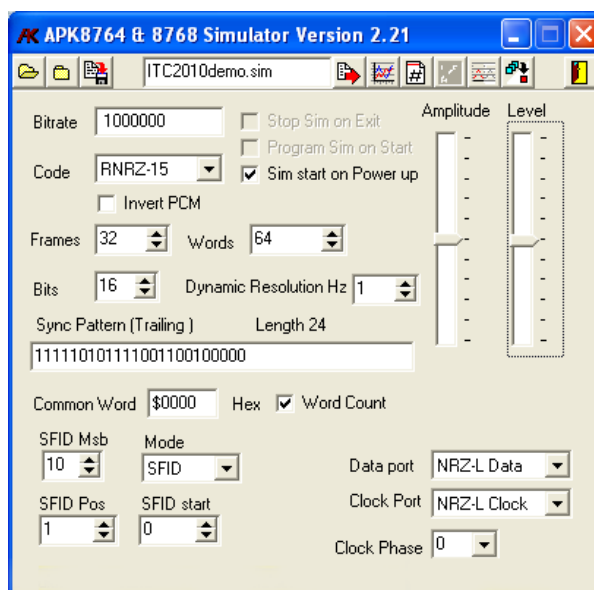 APK8764 & 8768 Simulator Version 2.21
ITC2010demo.sim
Bitrate 1000000 Stop Sim on Exit Amplitude Level
Program Sim on Start
Code RNRZ-15 Sim start on Power up
Invert PCM
Frames 32 Words 64
Bits 16 Dynamic Resolution Hz 1
Sync Pattern (Trailing ) Length 24
111110101111001100100000
Common Word $0000 Hex Word Count
SFID Msb Mode
10 SFID Data port NRZ-L Data
SFID Pos SFID start Clock Port NRZ-L Clock
1 0
Clock Phase 0